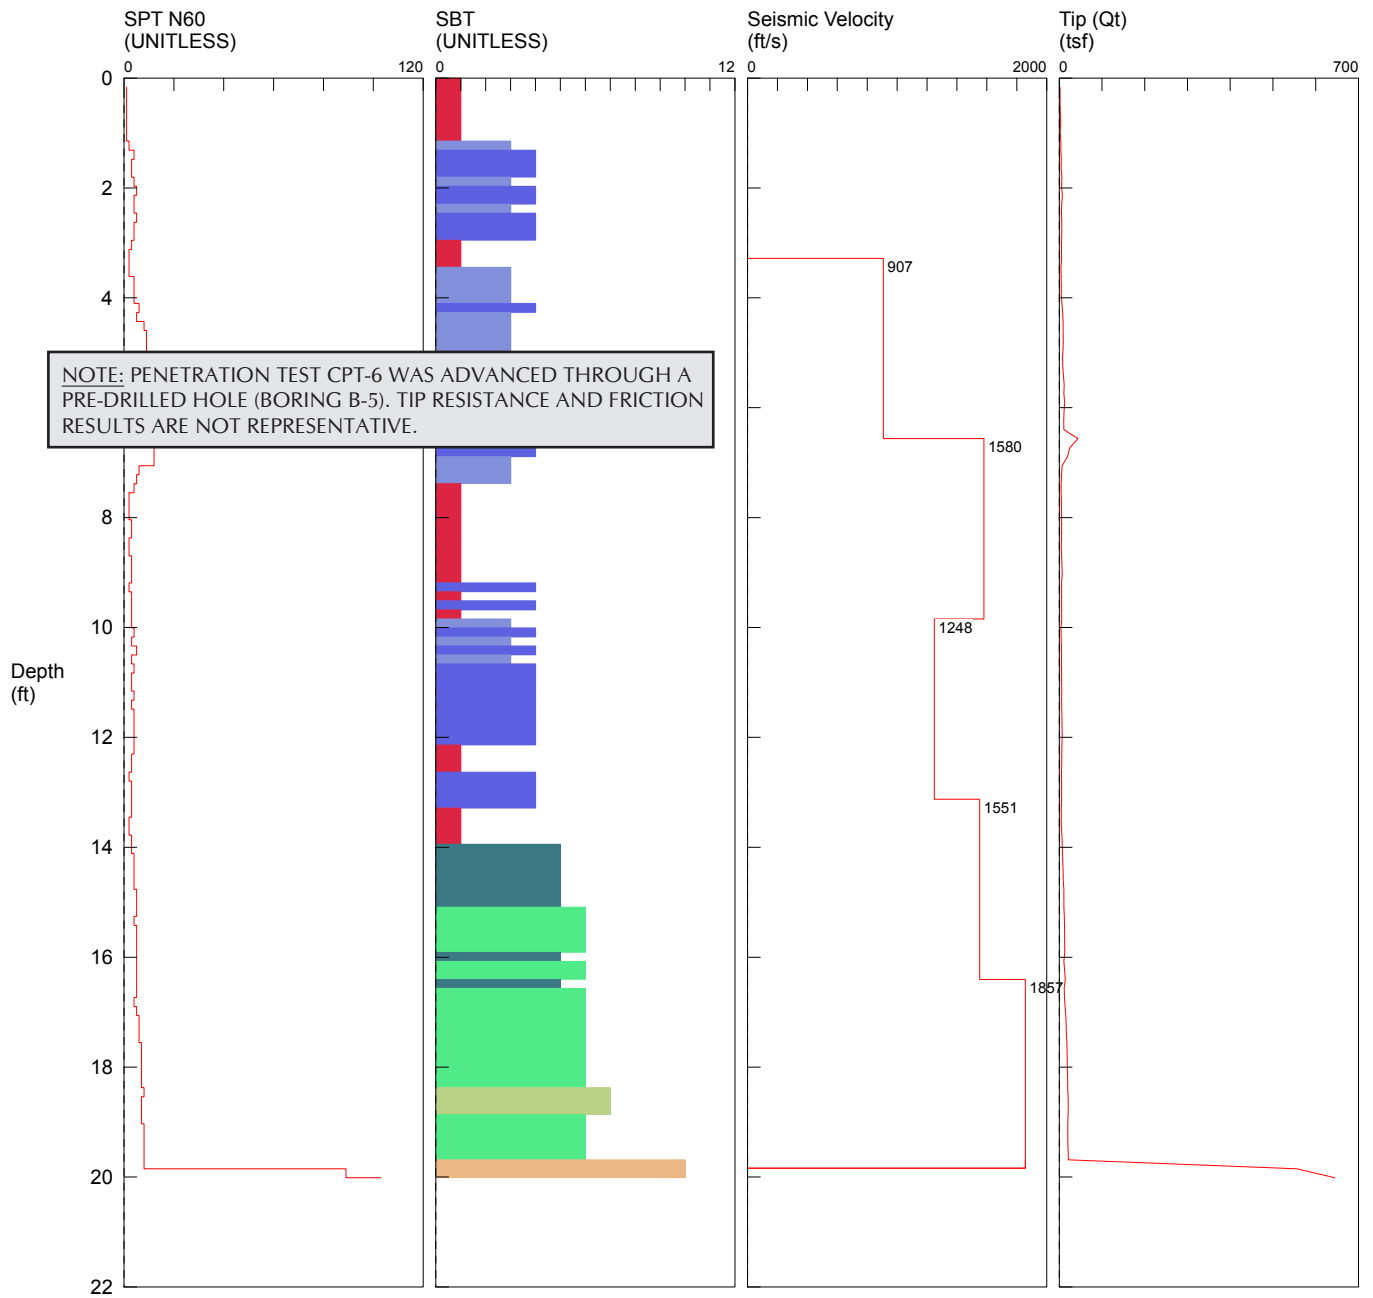 SPT N60
(UNITLESS)
SBT
(UNITLESS)
Seismic Velocity
(ft/s)
Tip (Qt)
(tsf)
0
120
0
12
0
2000
0
700
0
2
4
8
10
12
14
16
18
20
22
Depth
(ft)
NOTE: PENETRATION TEST CPT-6 WAS ADVANCED THROUGH A
PRE-DRILLED HOLE (BORING B-5). TIP RESISTANCE AND FRICTION
RESULTS ARE NOT REPRESENTATIVE.
907
1580
1248
1551
1857